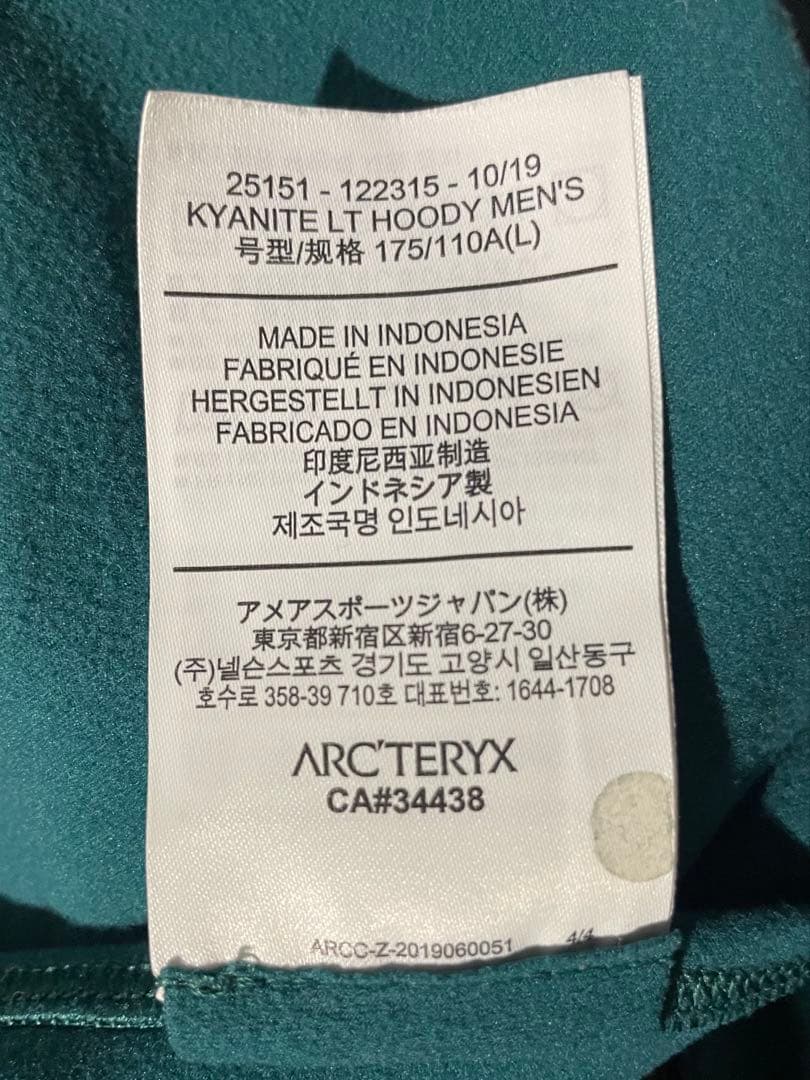 25151 - 122315 - 10/19
KYANITE LT HOODY MEN'S
号型/规格 175/110A(L)
MADE IN INDONESIA
FABRIQUÉ EN INDONESIE
HERGESTELLT IN INDONESIEN
FABRICADO EN INDONESIA
印度尼西亚制造
インドネシア製
제조국명 인도네시아
アメアスポーツジャパン(株)
東京都新宿区新宿6-27-30
(주)넬슨스포츠 경기도 고양시 일산동구
호수로 358-39 710호 대표번호: 1644-1708
ARC'TERYX
CA#34438
ARCC-Z-2019060051 4/4